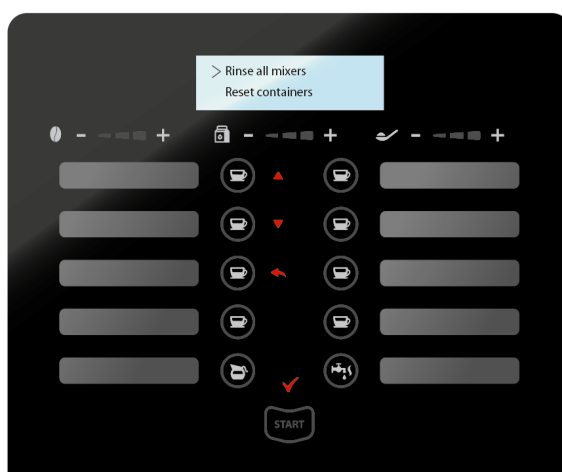 > Rinse all mixers
Reset containers
- +
- +
- +
START